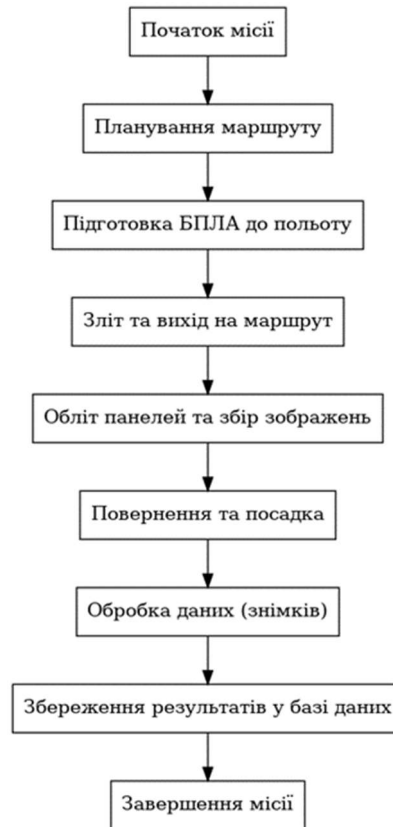 Початок місії
Планування маршруту
Підготовка БПЛА до польоту
Зліт та вихід на маршрут
Обліт панелей та збір зображень
Повернення та посадка
Обробка даних (знімків)
Збереження результатів у базі даних
Завершення місії